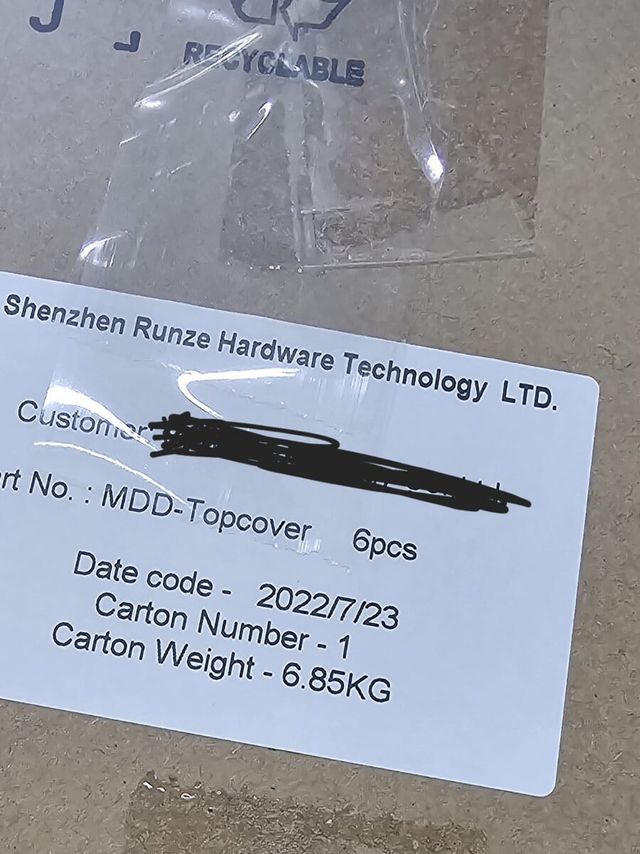 RECYCLABLE
Shenzhen Runze Hardware Technology LTD.
Customer
rt No. : MDD-Topcover 6pcs
Date code - 2022/7/23
Carton Number - 1
Carton Weight - 6.85KG